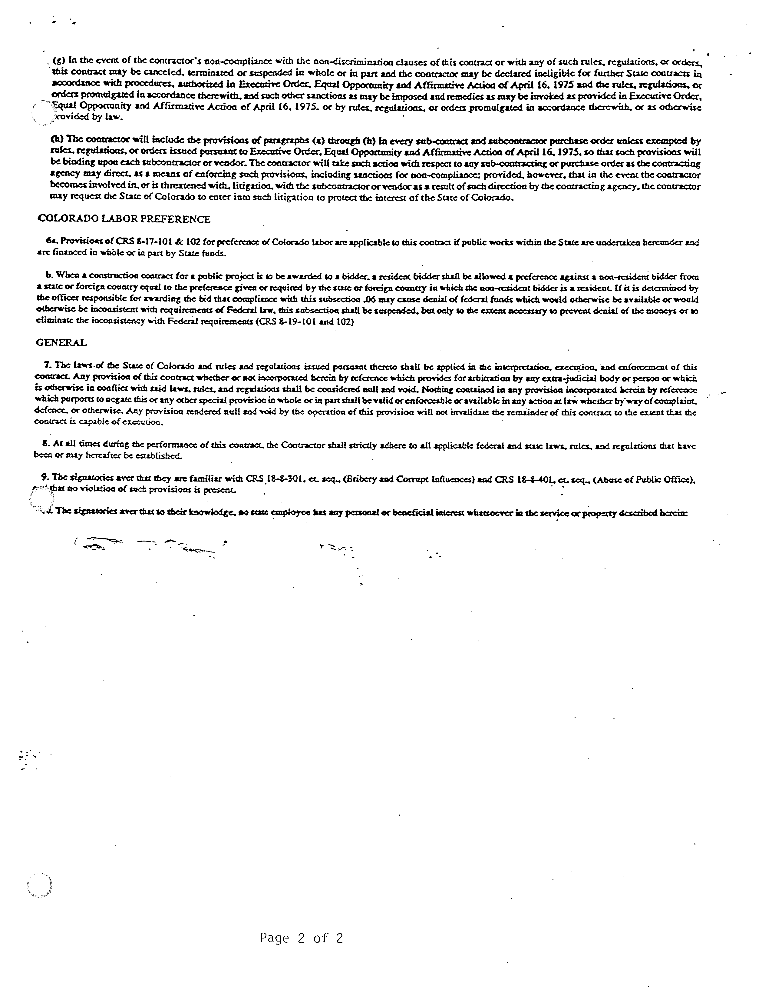 (g) In the event of the contractor's non-compliance with the non-discrimination clauses of this contract or with any of such rules, regulations, or orders,
this contract may be canceled, terminated or suspended in whole or in part and the contractor may be declared ineligible for further State contracts in
accordance with procedures, authorized in Executive Order, Equal Opportunity and Affirmative Action of April 16, 1975 and the rules, regulations, or
orders promulgated in accordance therewith, and such other sanctions as may be imposed and remedies as may be invoked as provided in Executive Order,
Equal Opportunity and Affirmative Action of April 16, 1975, or by rules, regulations, or orders promulgated in accordance therewith, or as otherwise
rovided by law.
(h) The contractor will include the provisions of paragraphs (a) through (h) in every sub-contract and subcontractor purchase order unless exempted by
rules, regulations, or orders issued pursuant to Executive Order, Equal Opportunity and Affirmative Action of April 16, 1975, so that such provisions will
be binding upon each subcontractor or vendor. The contractor will take such action with respect to any sub-contracting or purchase order as the contracting
agency may direct, as a means of enforcing such provisions, including sanctions for non-compliance; provided, however, that in the event the contractor
becomes involved in, or is threatened with, litigation, with the subcontractor or vendor as a result of such direction by the contracting agency, the contractor
may request the State of Colorado to enter into such litigation to protect the interest of the State of Colorado.
COLORADO LABOR PREFERENCE
6a. Provisions of CRS 8-17-101 & 102 for preference of Colorado labor are applicable to this contract if public works within the State are undertaken hereunder and
are financed in whole or in part by State funds.
b. When a construction contract for a public project is to be awarded to a bidder, a resident bidder shall be allowed a preference against a non-resident bidder from
a state or foreign country equal to the preference given or required by the state or foreign country in which the non-resident bidder is a resident. If it is determined by
the officer responsible for awarding the bid that compliance with this subsection .06 may cause denial of federal funds which would otherwise be available or would
otherwise be inconsistent with requirements of Federal law, this subsection shall be suspended, but only to the extent necessary to prevent denial of the moneys or to
eliminate the inconsistency with Federal requirements (CRS 8-19-101 and 102)
GENERAL
7. The laws of the State of Colorado and rules and regulations issued pursuant thereto shall be applied in the interpretation, execution, and enforcement of this
contract. Any provision of this contract whether or not incorporated herein by reference which provides for arbitration by any extra-judicial body or person or which
is otherwise in conflict with said laws, rules, and regulations shall be considered null and void. Nothing contained in any provision incorporated herein by reference
which purports to negate this or any other special provision in whole or in part shall be valid or enforceable or available in any action at law whether by way of complaint,
defence, or otherwise. Any provision rendered null and void by the operation of this provision will not invalidate the remainder of this contract to the extent that the
contract is capable of execution.
8. At all times during the performance of this contract, the Contractor shall strictly adhere to all applicable federal and state laws, rules, and regulations that have
been or may hereafter be established.
9. The signatories aver that they are familiar with CRS 18-8-301, et. seq., (Bribery and Corrupt Influences) and CRS 18-8-401, et. seq., (Abuse of Public Office),
that no violation of such provisions is present.
The signatories aver that to their knowledge, no state employee has any personal or beneficial interest whatsoever in the service or property described herein:
Page 2 of 2